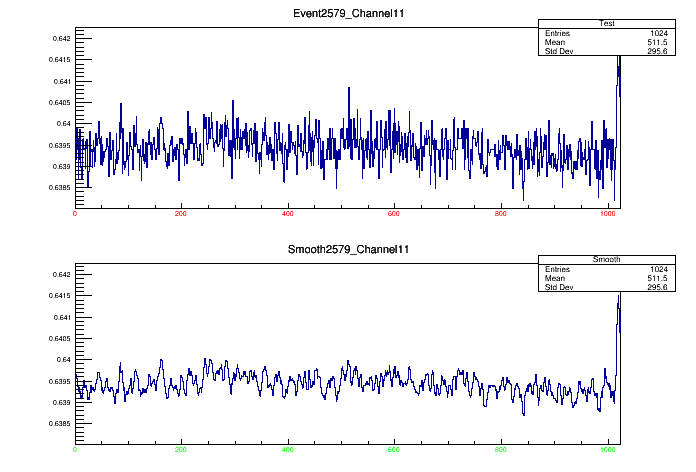 Event2579_Channel11
Test
Entries 1024
Mean 511.5
Std Dev 295.6
0.642
0.6415
0.641
0.6405
0.64
0.6395
0.639
0.6385
0 200 400 600 800 1000
Smooth2579_Channel11
Smooth
Entries 1024
Mean 511.5
Std Dev 295.6
0.642
0.6415
0.641
0.6405
0.64
0.6395
0.639
0.6385
0 200 400 600 800 1000